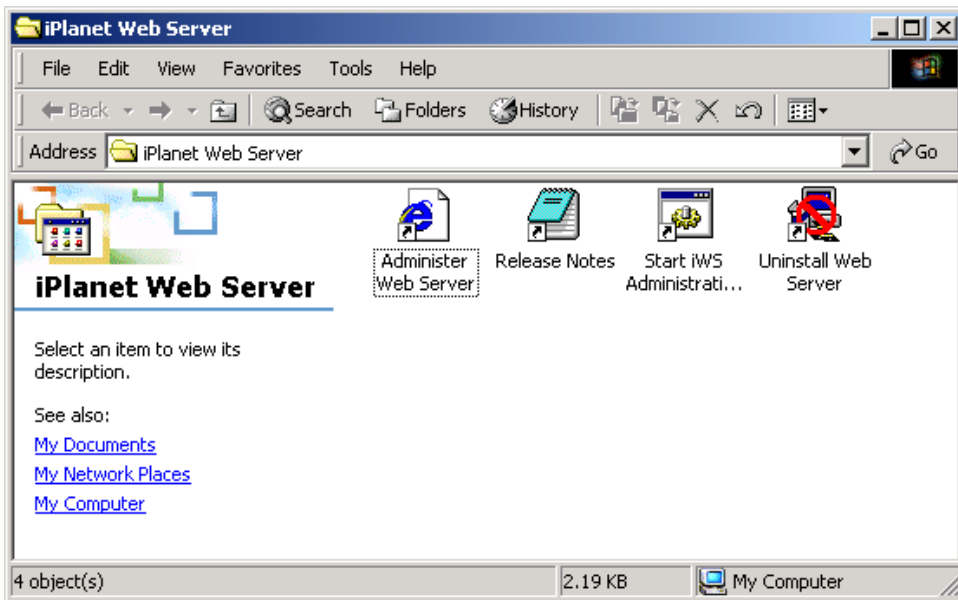 iPlanet Web Server
File Edit View Favorites Tools Help
Back Search Folders History
Address iPlanet Web Server Go
Administer Web Server
Release Notes
Start iWS Administrati...
Uninstall Web Server
iPlanet Web Server
Select an item to view its
description.
See also:
My Documents
My Network Places
My Computer
4 object(s) 2.19 KB My Computer